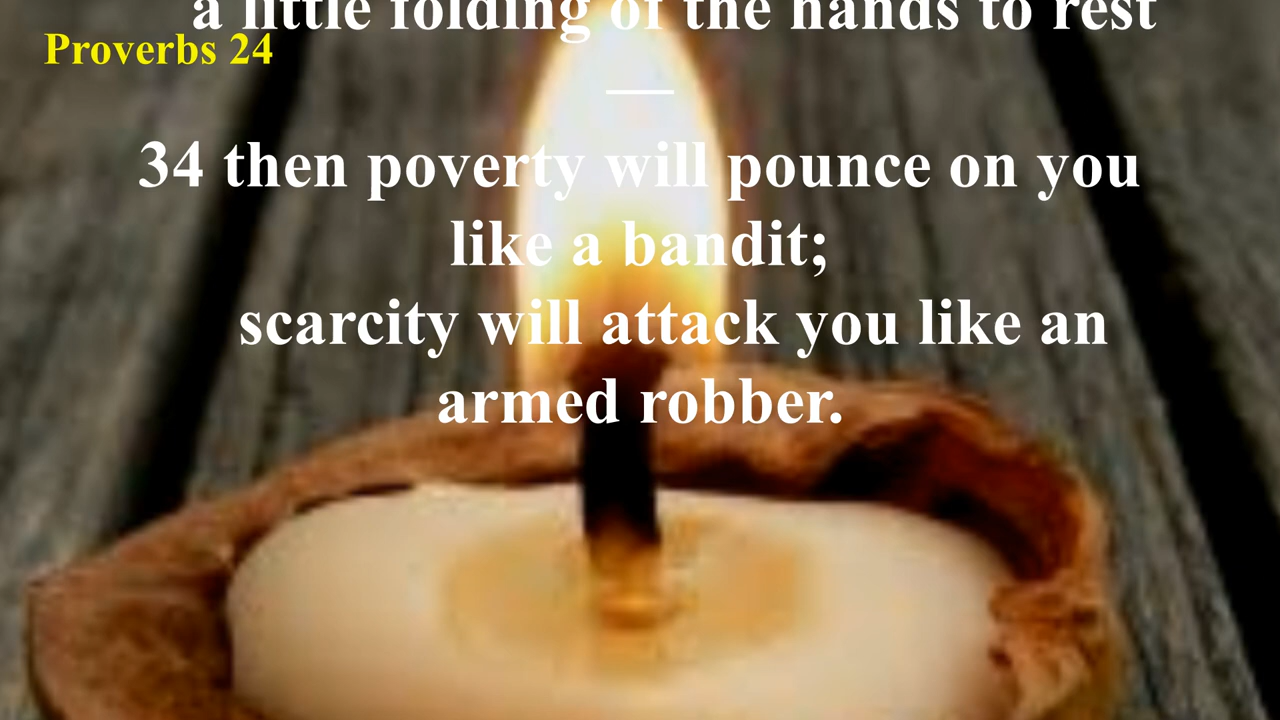 a little folding of the hands to rest
Proverbs 24
—
34 then poverty will pounce on you
like a bandit;
scarcity will attack you like an
armed robber.